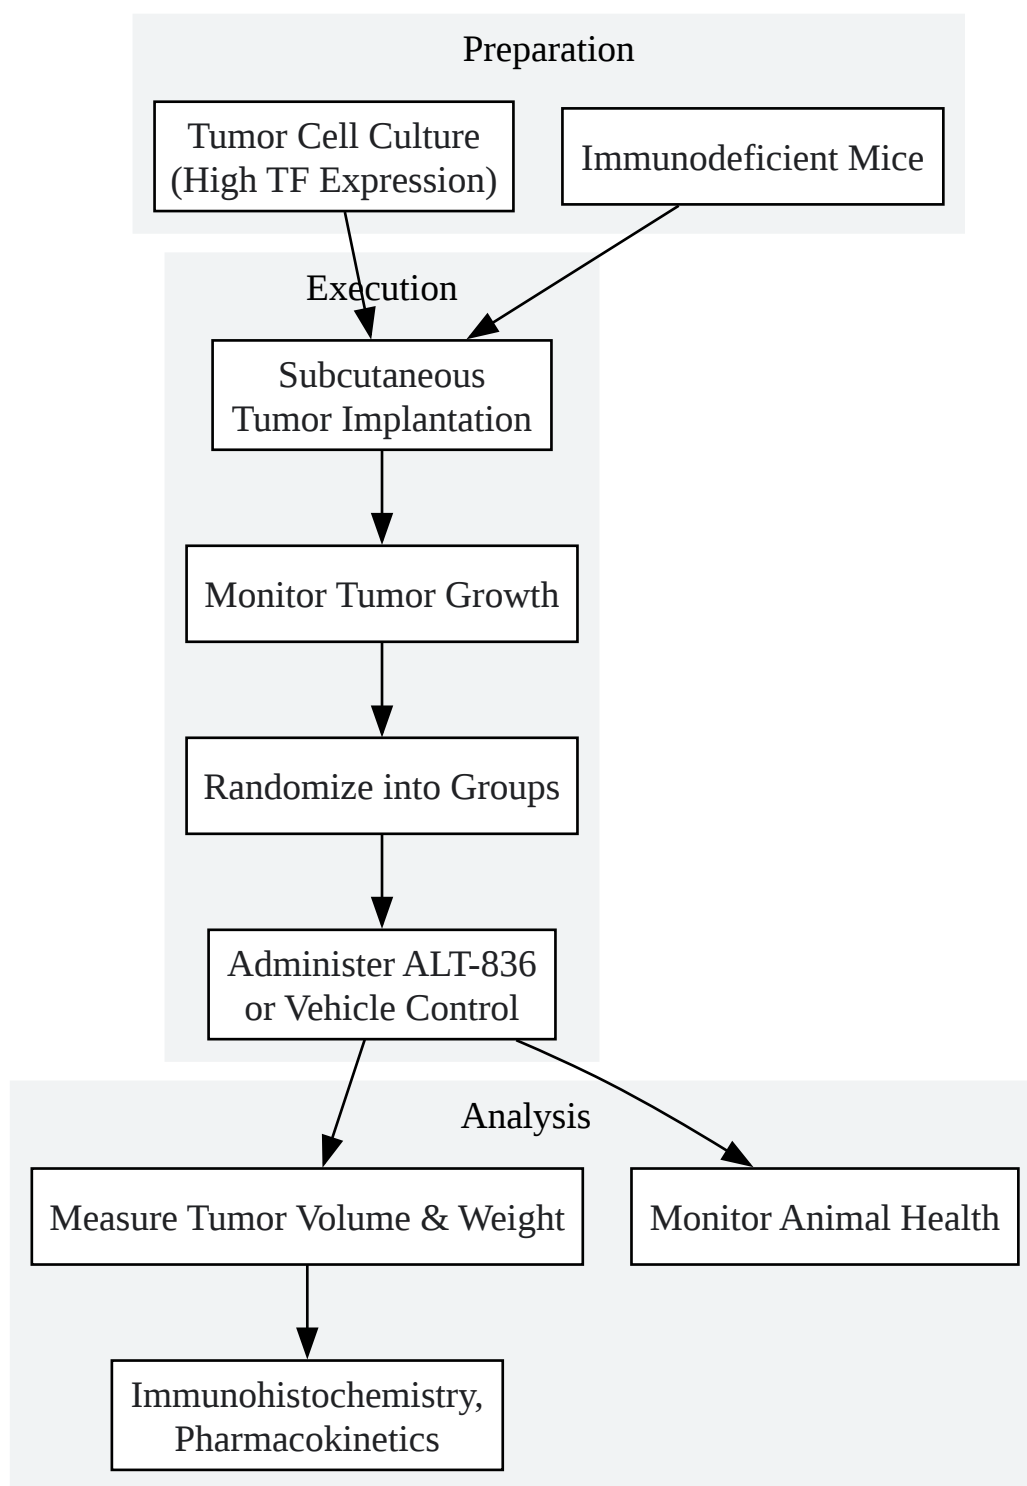 Preparation
Tumor Cell Culture
(High TF Expression)
Immunodeficient Mice
Execution
Subcutaneous
Tumor Implantation
Monitor Tumor Growth
Randomize into Groups
Administer ALT-836
or Vehicle Control
Analysis
Measure Tumor Volume & Weight
Monitor Animal Health
Immunohistochemistry,
Pharmacokinetics